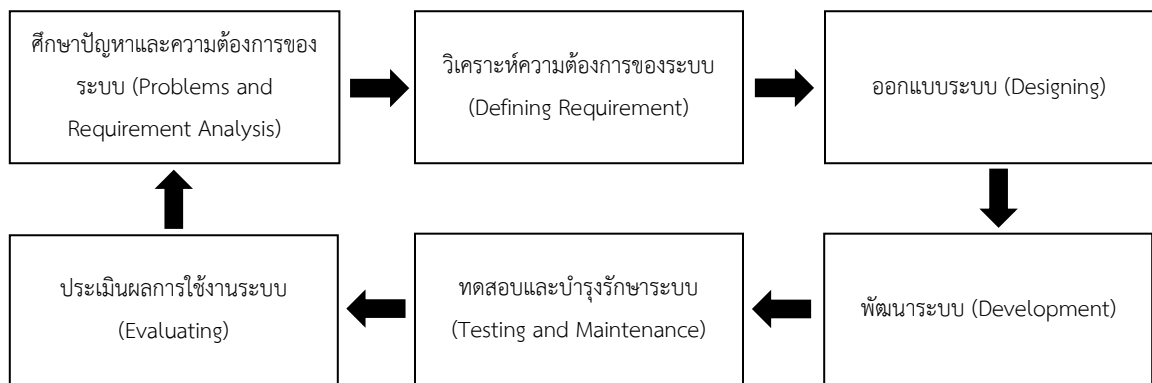 ศึกษาปัญหาและความต้องการของ
ระบบ (Problems and
Requirement Analysis)
วิเคราะห์ความต้องการของระบบ
(Defining Requirement)
ออกแบบระบบ (Designing)
ประเมินผลการใช้งานระบบ
(Evaluating)
ทดสอบและบำรุงรักษาระบบ
(Testing and Maintenance)
พัฒนาระบบ (Development)